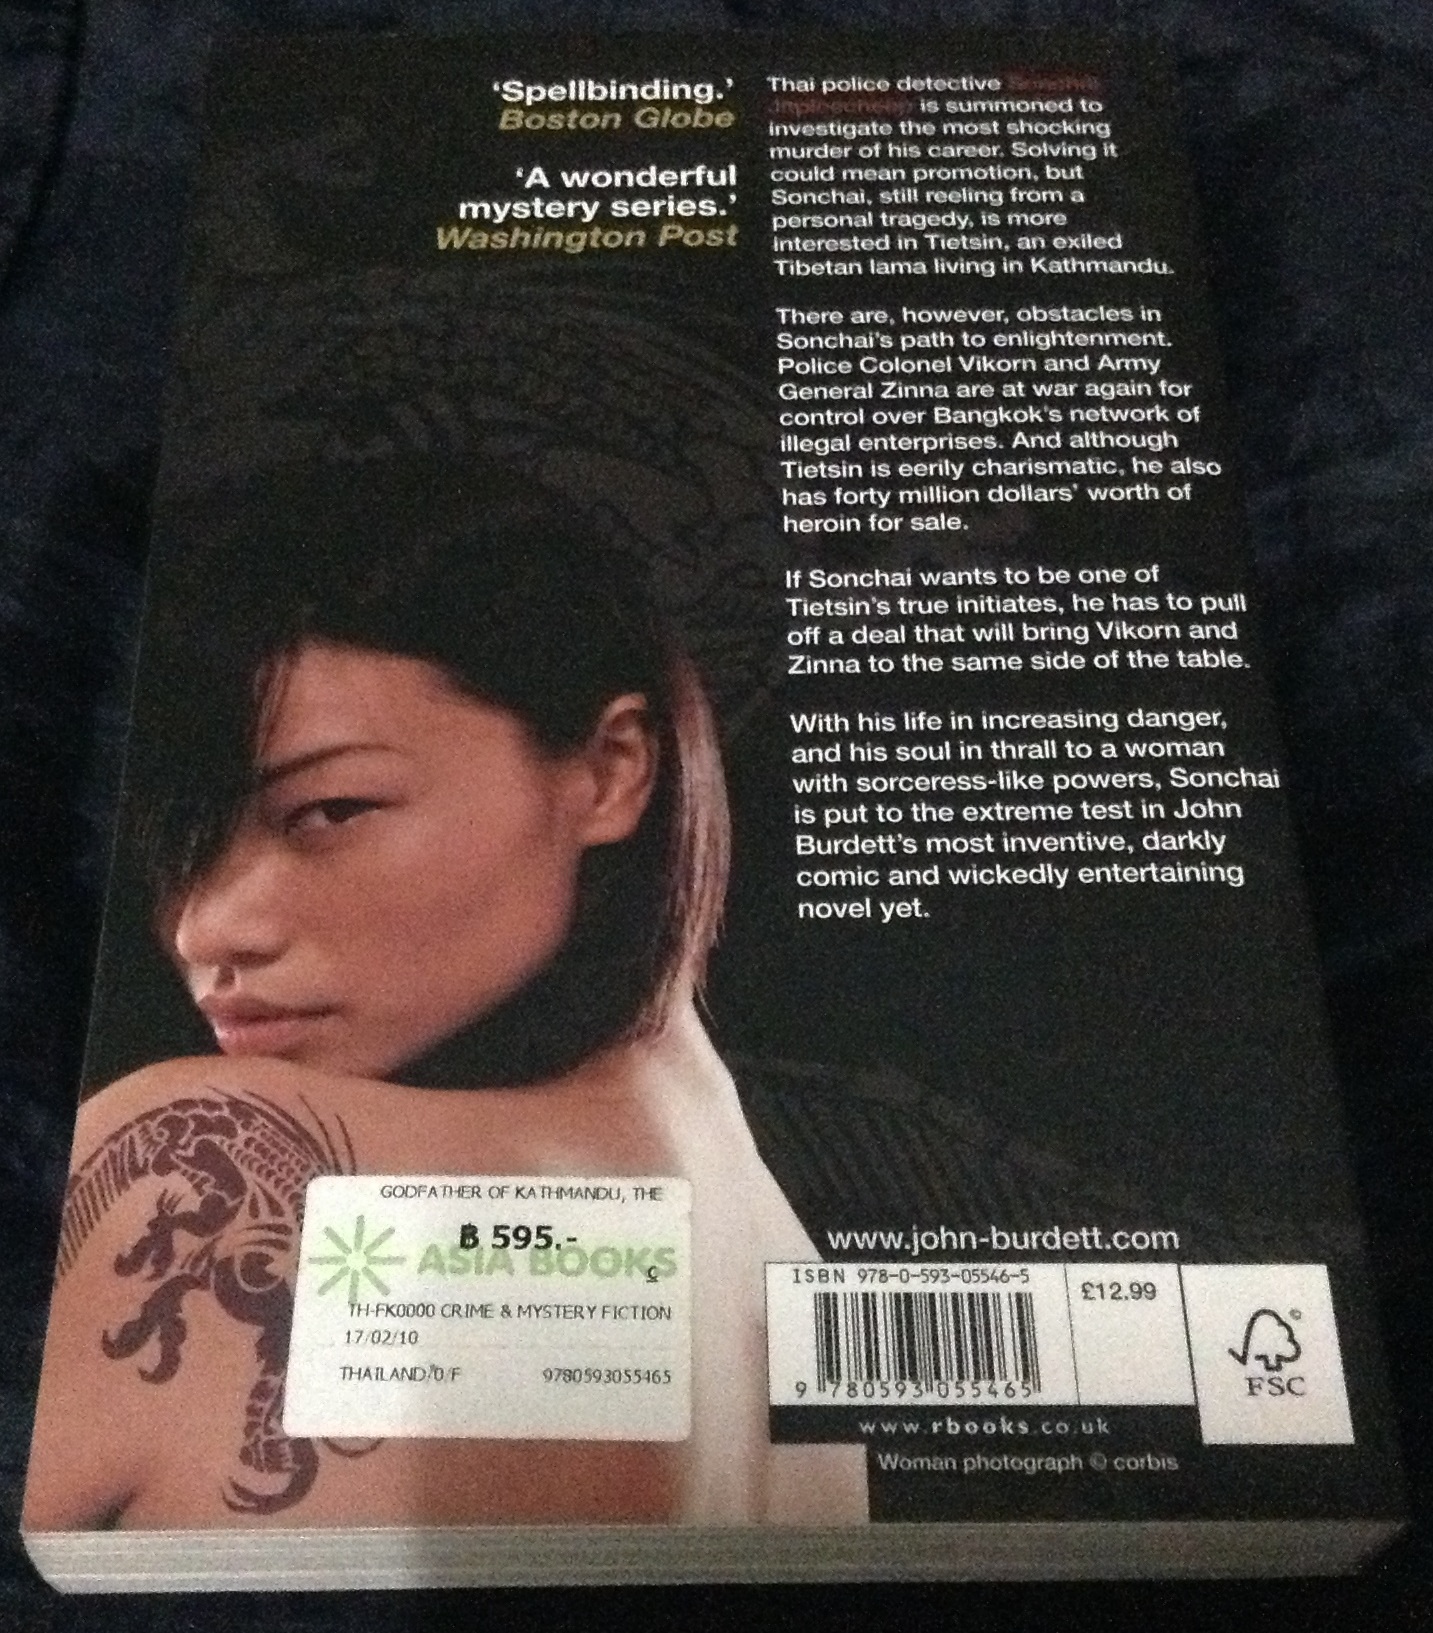 ‘Spellbinding.’
Boston Globe
‘A wonderful
mystery series.’
Washington Post
Thai police detective Sonchai
Jitpleecheep is summoned to
investigate the most shocking
murder of his career. Solving it
could mean promotion, but
Sonchai, still reeling from a
personal tragedy, is more
interested in Tietsin, an exiled
Tibetan lama living in Kathmandu.
There are, however, obstacles in
Sonchai’s path to enlightenment.
Police Colonel Vikorn and Army
General Zinna are at war again for
control over Bangkok’s network of
illegal enterprises. And although
Tietsin is eerily charismatic, he also
has forty million dollars’ worth of
heroin for sale.
If Sonchai wants to be one of
Tietsin’s true initiates, he has to pull
off a deal that will bring Vikorn and
Zinna to the same side of the table.
With his life in increasing danger,
and his soul in thrall to a woman
with sorceress-like powers, Sonchai
is put to the extreme test in John
Burdett’s most inventive, darkly
comic and wickedly entertaining
novel yet.
GODFATHER OF KATHMANDU, THE
฿ 595.-
ASIA BOOKS
C
TH-FK0000 CRIME & MYSTERY FICTION
17/02/10
THAILAND/0/F 9780593055465
www.john-burdett.com
ISBN 978-0-593-05546-5
£12.99
9 780593 055465
©
FSC
www.rbooks.co.uk
Woman photograph © corbis